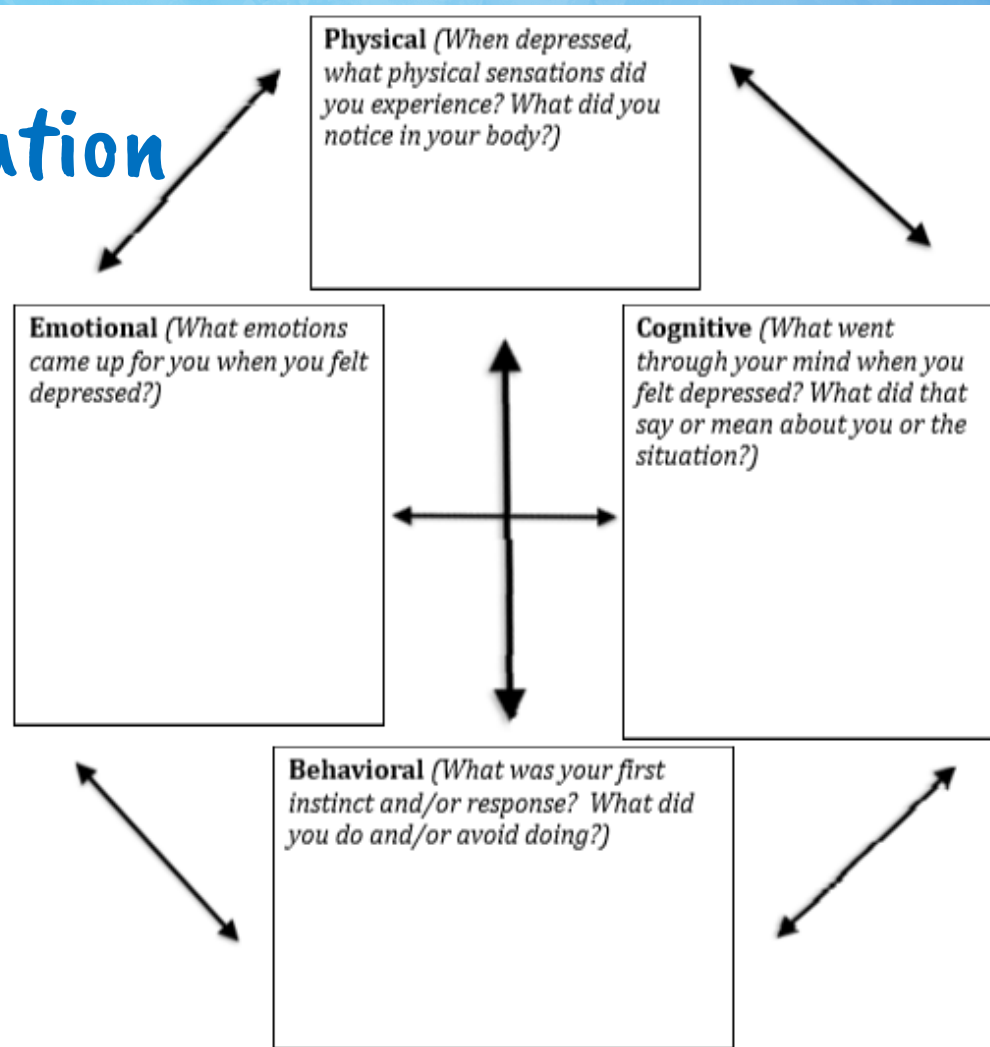 Physical (When depressed,
what physical sensations did
you experience? What did you
notice in your body?)
Emotional (What emotions
came up for you when you felt
depressed?)
Cognitive (What went
through your mind when you
felt depressed? What did that
say or mean about you or the
situation?)
Behavioral (What was your first
instinct and/or response? What did
you do and/or avoid doing?)